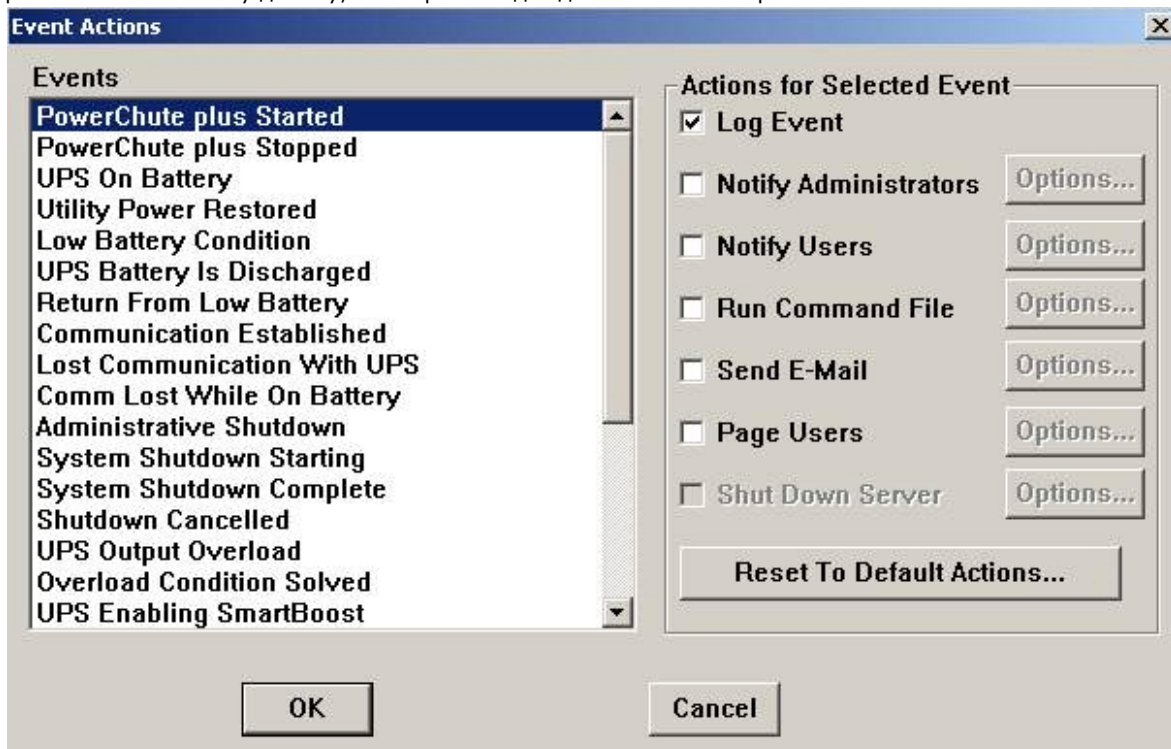 Event Actions
Events
PowerChute plus Started
PowerChute plus Stopped
UPS On Battery
Utility Power Restored
Low Battery Condition
UPS Battery Is Discharged
Return From Low Battery
Communication Established
Lost Communication With UPS
Comm Lost While On Battery
Administrative Shutdown
System Shutdown Starting
System Shutdown Complete
Shutdown Cancelled
UPS Output Overload
Overload Condition Solved
UPS Enabling SmartBoost
Actions for Selected Event
Log Event
Notify Administrators Options...
Notify Users Options...
Run Command File Options...
Send E-Mail Options...
Page Users Options...
Shut Down Server Options...
Reset To Default Actions...
OK
Cancel